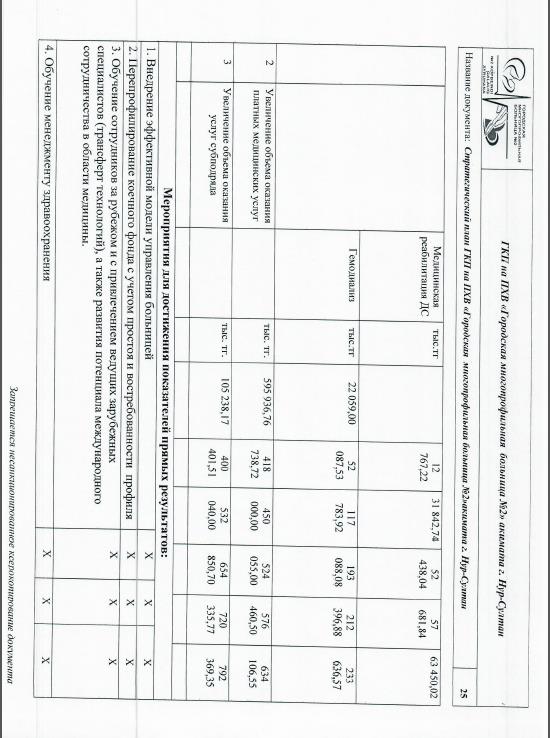 ГОРОДСКАЯ
МНОГОПРОФИЛЬНАЯ
БОЛЬНИЦА №2
ГКП на ПХВ «Городская многопрофильная больница №2» акимата г. Нур-Султан
Название документа: Стратегический план ГКП на ПХВ «Городская многопрофильная больница №2»акимата г. Нур-Султан 25
Медицинская тыс.тг 12 31 842,74 52 57 63 450,02
реабилитация ДС 767,22 438,04 681,84
Гемодиализ тыс.тг 22 059,00 52 117 193 212 233
087,53 783,92 088,08 396,88 636,57
2 Увеличение объема оказания тыс. тг. 595 936,76 418 450 524 576 634
платных медицинских услуг 738,72 000,00 055,00 460,50 106,55
3 Увеличение объема оказания тыс. тг. 105 238,17 400 532 654 720 792
услуг субподряда 401,51 040,00 850,70 335,77 369,35
Мероприятия для достижения показателей прямых результатов:
1. Внедрение эффективной модели управления больницей X X X
2. Перепрофилирование коечного фонда с учетом простоя и востребованности профиля X X X
3. Обучение сотрудников за рубежом и с привлечением ведущих зарубежных X X X
специалистов (трансферт технологий), а также развития потенциала международного
сотрудничества в области медицины.
4. Обучение менеджменту здравоохранения X X X
Запрещается несанкционированное ксерокопирование документа